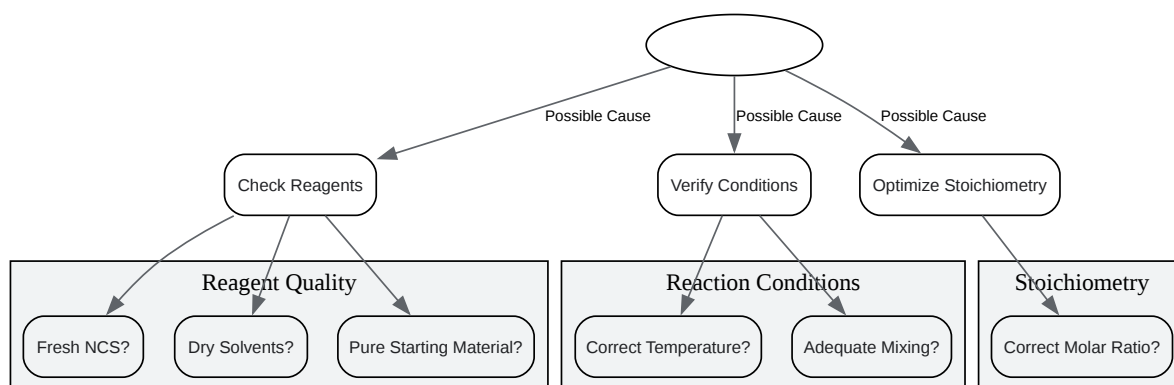 Possible Cause
Possible Cause
Possible Cause
Check Reagents
Verify Conditions
Optimize Stoichiometry
Reagent Quality
Reaction Conditions
Stoichiometry
Fresh NCS?
Dry Solvents?
Pure Starting Material?
Correct Temperature?
Adequate Mixing?
Correct Molar Ratio?